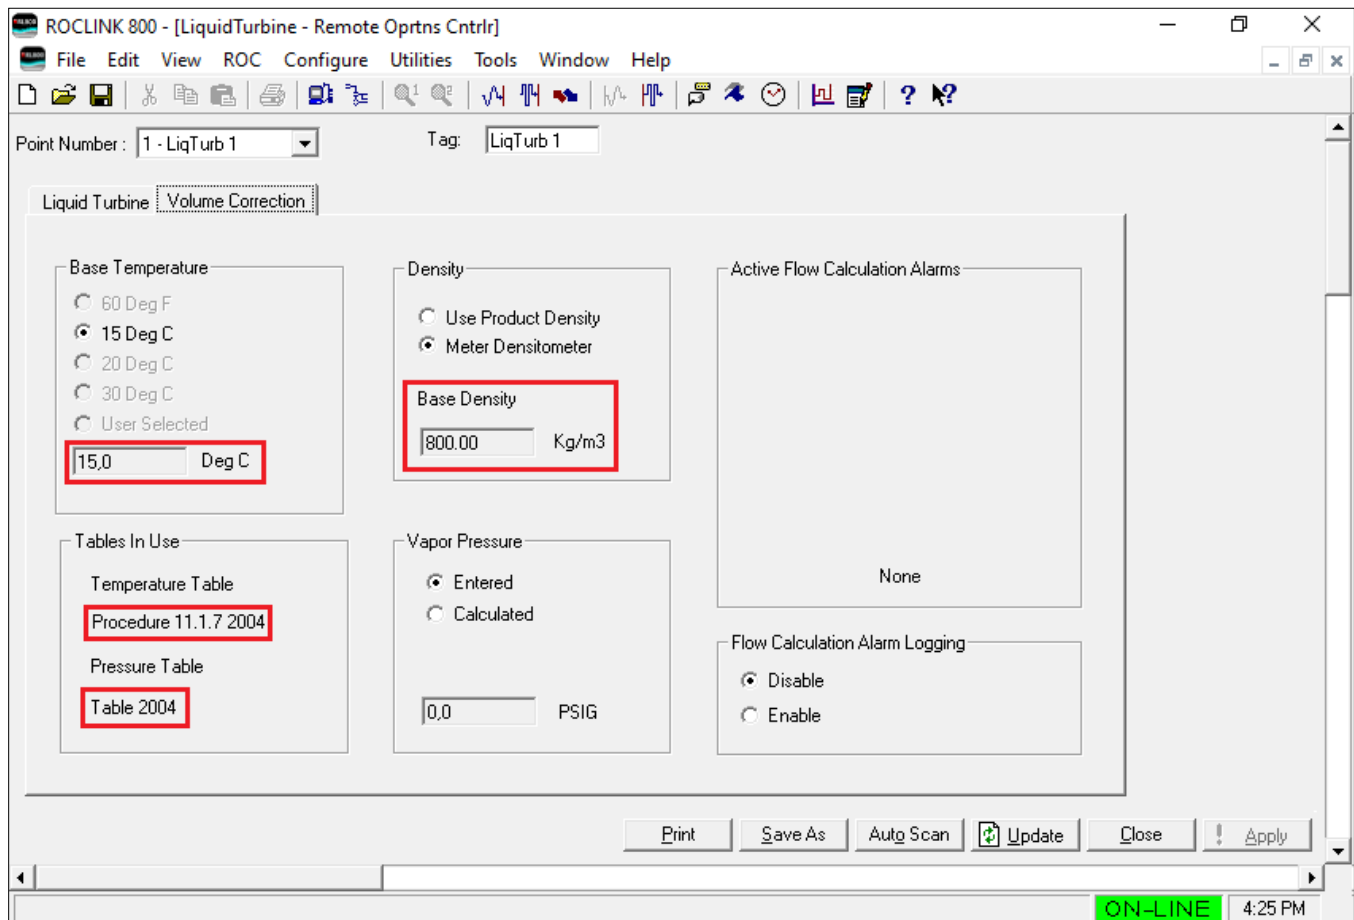 ROCLINK 800 - [LiquidTurbine - Remote Oprtns Cntrlr]
File Edit View ROC Configure Utilities Tools Window Help
Point Number : 1 - LiqTurb 1 Tag: LiqTurb 1
Liquid Turbine Volume Correction
Base Temperature
60 Deg F
15 Deg C
20 Deg C
30 Deg C
User Selected
15,0 Deg C
Density
Use Product Density
Meter Densitometer
Base Density
800.00 Kg/m3
Active Flow Calculation Alarms
None
Tables In Use
Temperature Table
Procedure 11.1.7 2004
Pressure Table
Table 2004
Vapor Pressure
Entered
Calculated
0,0 PSIG
Flow Calculation Alarm Logging
Disable
Enable
Print Save As Auto Scan Update Close ! Apply
ON-LINE 4:25 PM